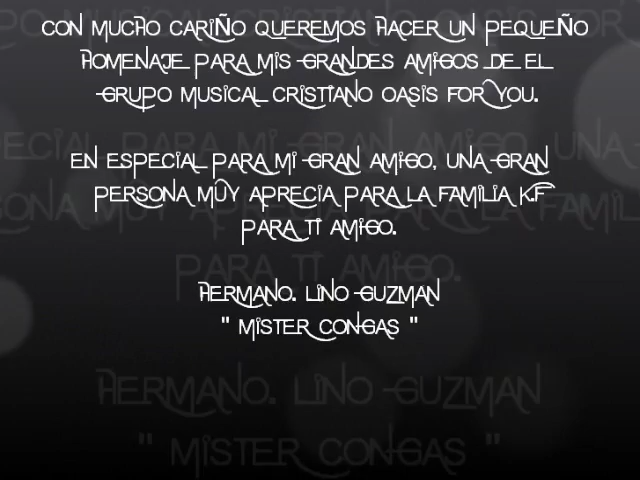 CON MUCHO CARIÑO QUEREMOS HACER UN PEQUEÑO
HOMENAJE PARA MIS GRANDES AMIGOS DE EL
GRUPO MUSICAL CRISTIANO OASIS FOR YOU.
EN ESPECIAL PARA MI GRAN AMIGO, UNA GRAN
PERSONA MUY APRECIA PARA LA FAMILIA K.F
PARA TI AMIGO.
HERMANO. LINO GUZMAN
" MISTER CONGAS "